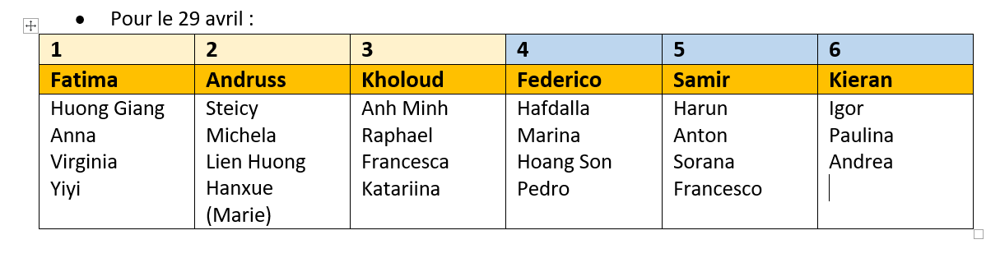 • Pour le 29 avril :
1 2 3 4 5 6
Fatima Andruss Kholoud Federico Samir Kieran
Huong Giang Steicy Anh Minh Hafdalla Harun Igor
Anna Michela Raphael Marina Anton Paulina
Virginia Lien Huong Francesca Hoang Son Sorana Andrea
Yiyi Hanxue Katariina Pedro Francesco
(Marie)